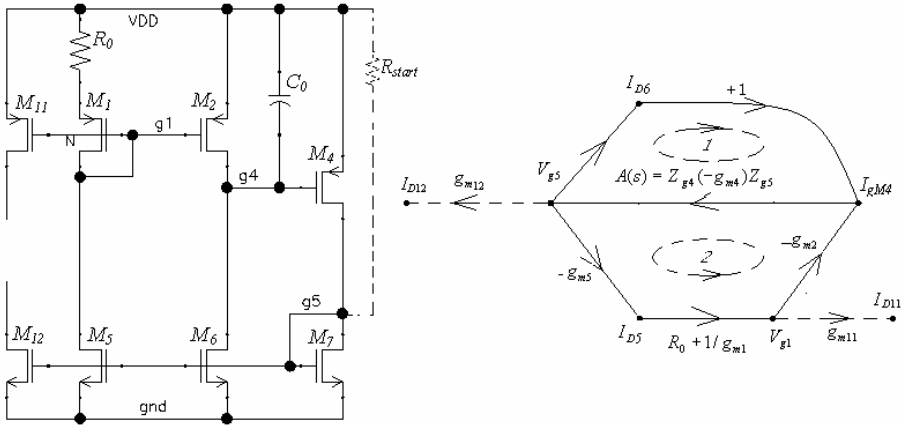 VDD
R0
Rstart
C0
M11
M1
M2
N
g1
M4
g4
g5
M12
M5
M6
M7
gnd
ID6
+1
1
Vg5
ID12
gm12
A(s) = Zg4(-gm4)Zg5
IgM4
2
-gm5
-gm2
ID11
ID5
R0 +1/gm1
Vg1
gm11